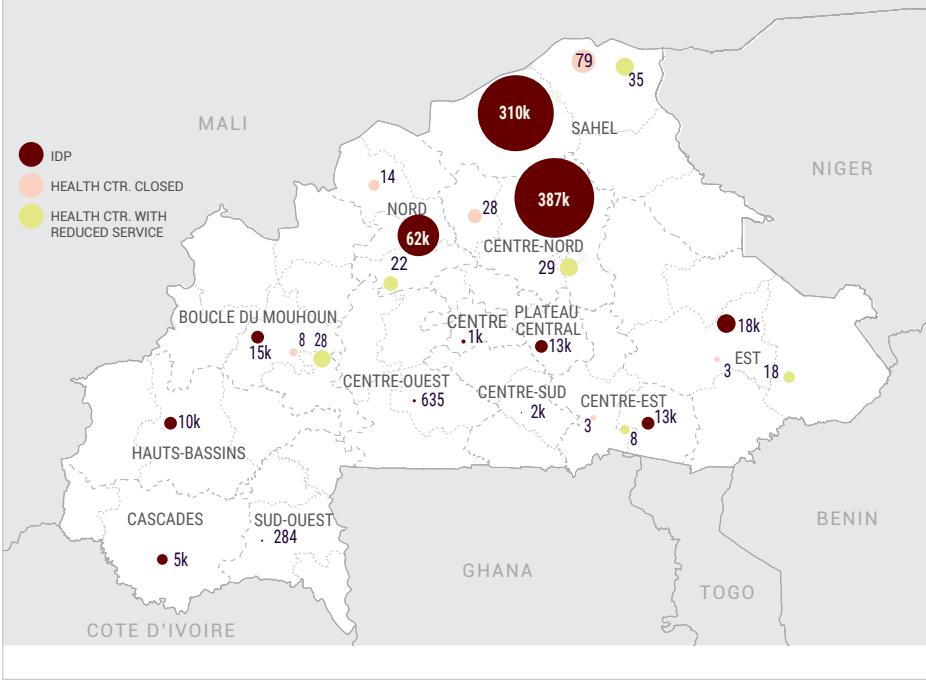 79
35
310k
MALI
SAHEL
IDP
NIGER
14
HEALTH CTR. CLOSED
387k
NORD
28
HEALTH CTR. WITH
REDUCED SERVICE
62k
CENTRE-NORD
22
29
BOUCLE DU MOUHOUN
CENTRE
PLATEAU
CENTRAL
18k
15k
8
28
1k
13k
EST
3
18
CENTRE-OUEST
635
CENTRE-SUD
2k
CENTRE-EST
13k
3
8
10k
HAUTS-BASSINS
CASCADES
SUD-OUEST
284
5k
BENIN
GHANA
TOGO
COTE D'IVOIRE